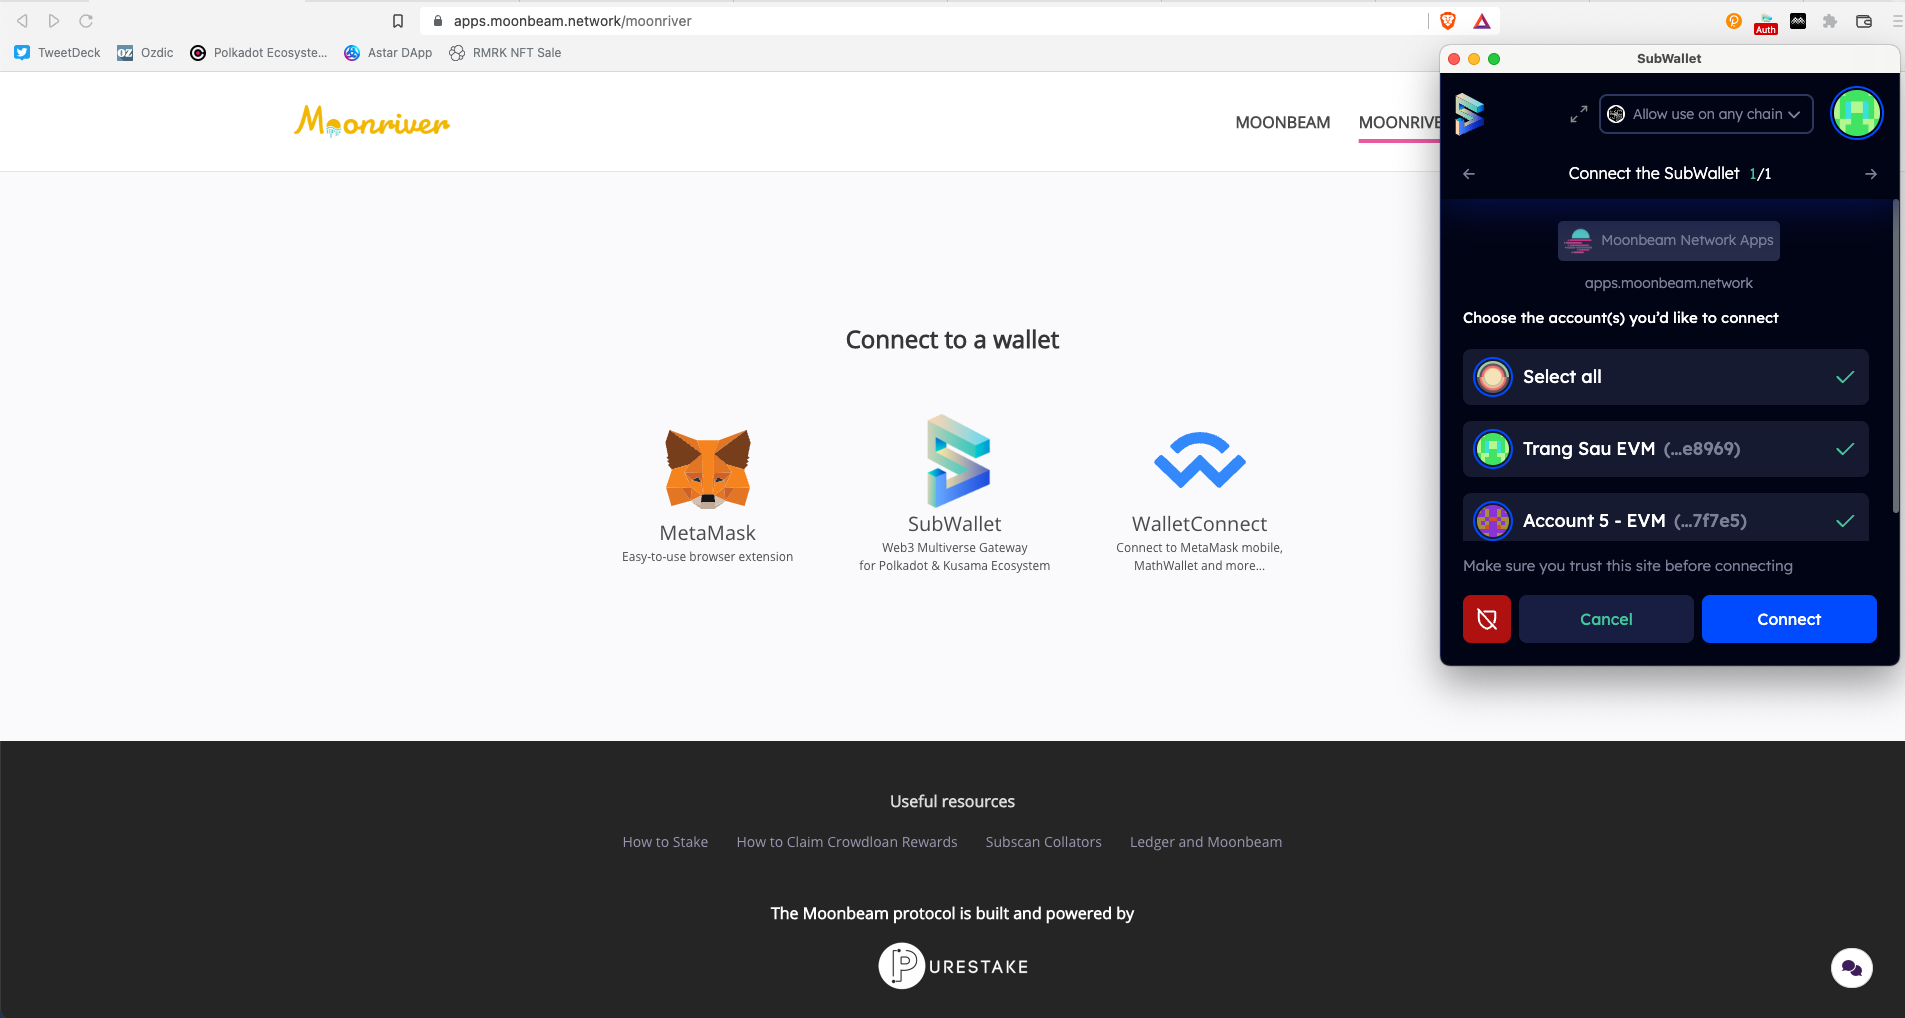 apps.moonbeam.network/moonriver
Auth
TweetDeck
OZ Ozdic
Polkadot Ecosyste...
Astar DApp
RMRK NFT Sale
Moonriver
MOONBEAM
MOONRIVE
Connect to a wallet
MetaMask
Easy-to-use browser extension
SubWallet
Web3 Multiverse Gateway
for Polkadot & Kusama Ecosystem
WalletConnect
Connect to MetaMask mobile,
MathWallet and more...
SubWallet
Allow use on any chain
Connect the SubWallet 1/1
Moonbeam Network Apps
apps.moonbeam.network
Choose the account(s) you’d like to connect
Select all
Trang Sau EVM (...e8969)
Account 5 - EVM (...7f7e5)
Make sure you trust this site before connecting
Cancel
Connect
Useful resources
How to Stake
How to Claim Crowdloan Rewards
Subscan Collators
Ledger and Moonbeam
The Moonbeam protocol is built and powered by
PURESTAKE